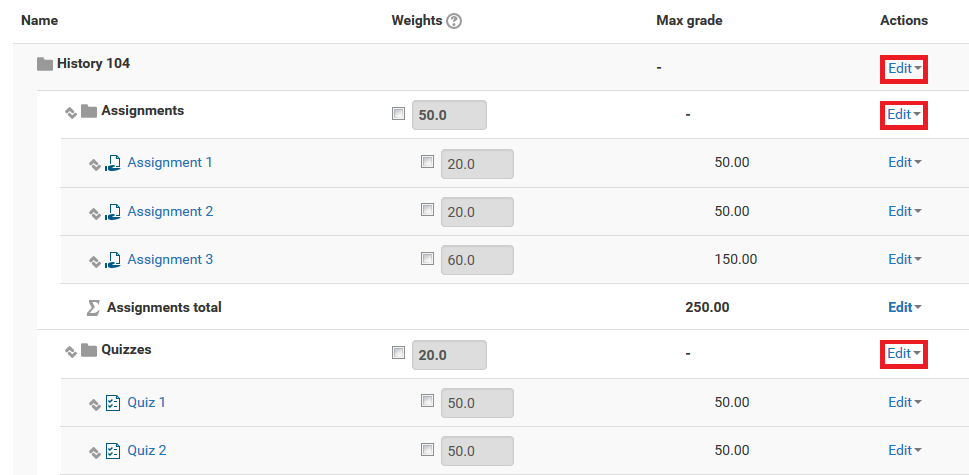 Name Weights ? Max grade Actions
History 104 - Edit
Assignments 50.0 - Edit
Assignment 1 20.0 50.00 Edit
Assignment 2 20.0 50.00 Edit
Assignment 3 60.0 150.00 Edit
Σ Assignments total 250.00 Edit
Quizzes 20.0 - Edit
Quiz 1 50.0 50.00 Edit
Quiz 2 50.0 50.00 Edit